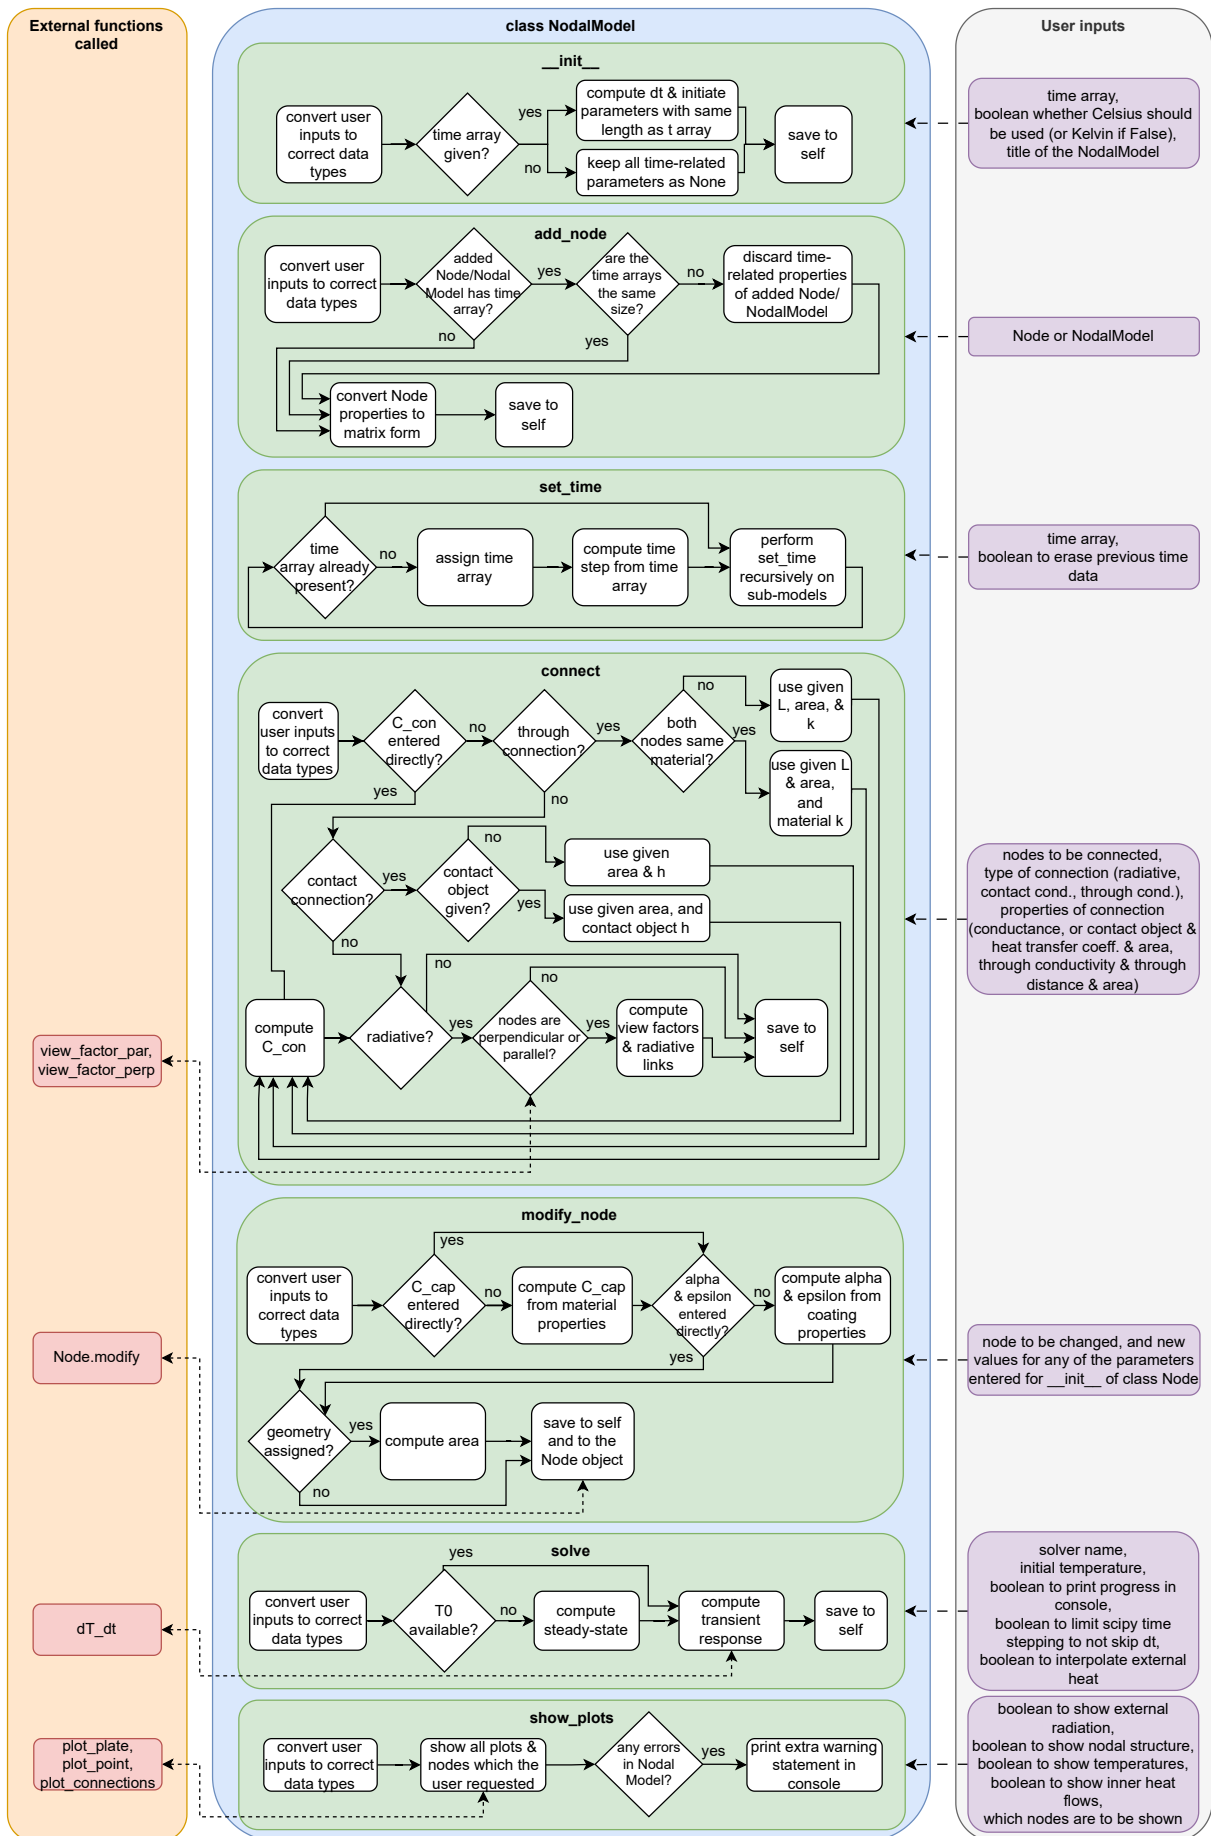 External functions
called
class NodalModel
User inputs
__init__
convert user
inputs to
correct data
types
time array
given?
yes
no
compute dt & initiate
parameters with same
length as t array
keep all time-related
parameters as None
save to
self
time array,
boolean whether Celsius should
be used (or Kelvin if False),
title of the NodalModel
add_node
convert user
inputs to correct
data types
added
Node/Nodal
Model has time
array?
yes
no
are the
time arrays
the same
size?
no
yes
discard time-
related properties
of added Node/
NodalModel
convert Node
properties to
matrix form
save to
self
Node or NodalModel
set_time
time
array already
present?
no
assign time
array
compute time
step from time
array
perform
set_time
recursively on
sub-models
time array,
boolean to erase previous time
data
connect
convert
user inputs
to correct
data types
C_con
entered
directly?
no
yes
through
connection?
yes
no
both
nodes same
material?
no
yes
use given
L, area, &
k
use given L
& area,
and
material k
contact
connection?
yes
no
contact
object
given?
no
yes
use given
area & h
use given area, and
contact object h
compute
C_con
radiative?
no
yes
nodes are
perpendicular or
parallel?
no
yes
compute
view factors
& radiative
links
save to
self
nodes to be connected,
type of connection (radiative,
contact cond., through cond.),
properties of connection
(conductance, or contact object &
heat transfer coeff. & area,
through conductivity & through
distance & area)
view_factor_par,
view_factor_perp
modify_node
convert user
inputs to
correct data
types
C_cap
entered
directly?
yes
no
compute C_cap
from material
properties
alpha
& epsilon
entered
directly?
no
yes
compute alpha
& epsilon from
coating
properties
geometry
assigned?
yes
no
compute area
save to self
and to the
Node object
Node.modify
node to be changed, and new
values for any of the parameters
entered for __init__ of class Node
solve
convert user
inputs to correct
data types
T0
available?
yes
no
compute
steady-state
compute
transient
response
save to
self
dT_dt
solver name,
initial temperature,
boolean to print progress in
console,
boolean to limit scipy time
stepping to not skip dt,
boolean to interpolate external
heat
show_plots
convert user
inputs to correct
data types
show all plots &
nodes which the
user requested
any errors
in Nodal
Model?
yes
print extra warning
statement in
console
plot_plate,
plot_point,
plot_connections
boolean to show external
radiation,
boolean to show nodal structure,
boolean to show temperatures,
boolean to show inner heat
flows,
which nodes are to be shown